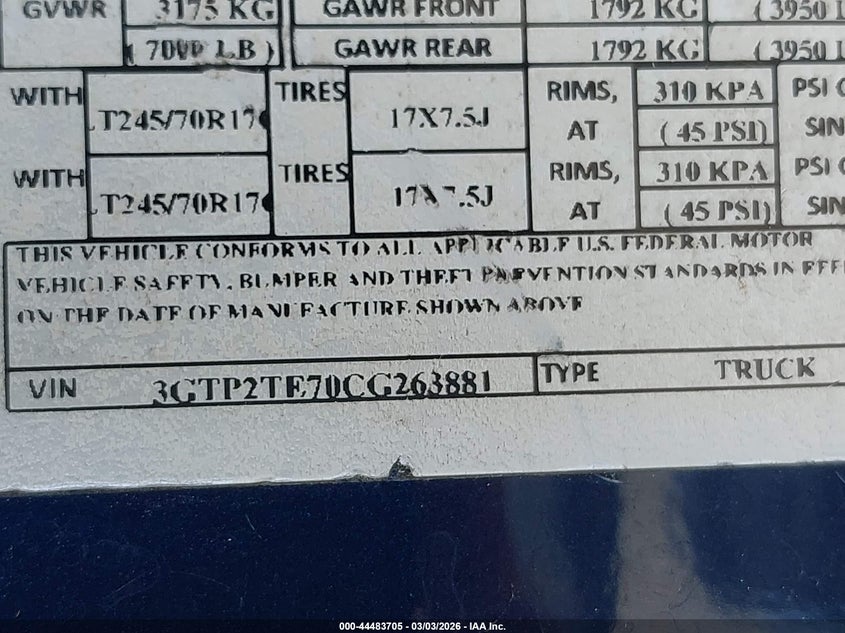 GVWR 3175 KG GAWR FRONT 1792 KG ( 3950
( 7000 LB ) GAWR REAR 1792 KG ( 3950
WITH LT245/70R17 TIRES 17X7.5J RIMS, 310 KPA PSI
AT ( 45 PSI) SIN
WITH LT245/70R17 TIRES 17X7.5J RIMS, 310 KPA PSI
AT ( 45 PSI) SIN
THIS VEHICLE CONFORMS TO ALL APPLICABLE U.S. FEDERAL MOTOR
VEHICLE SAFETY, BUMPER AND THEFT PREVENTION STANDARDS IN EFF
ON THE DATE OF MANUFACTURE SHOWN ABOVE
VIN 3GTP2TE70CG263881 TYPE TRUCK
000-44483705 - 03/03/2026 - IAA Inc.